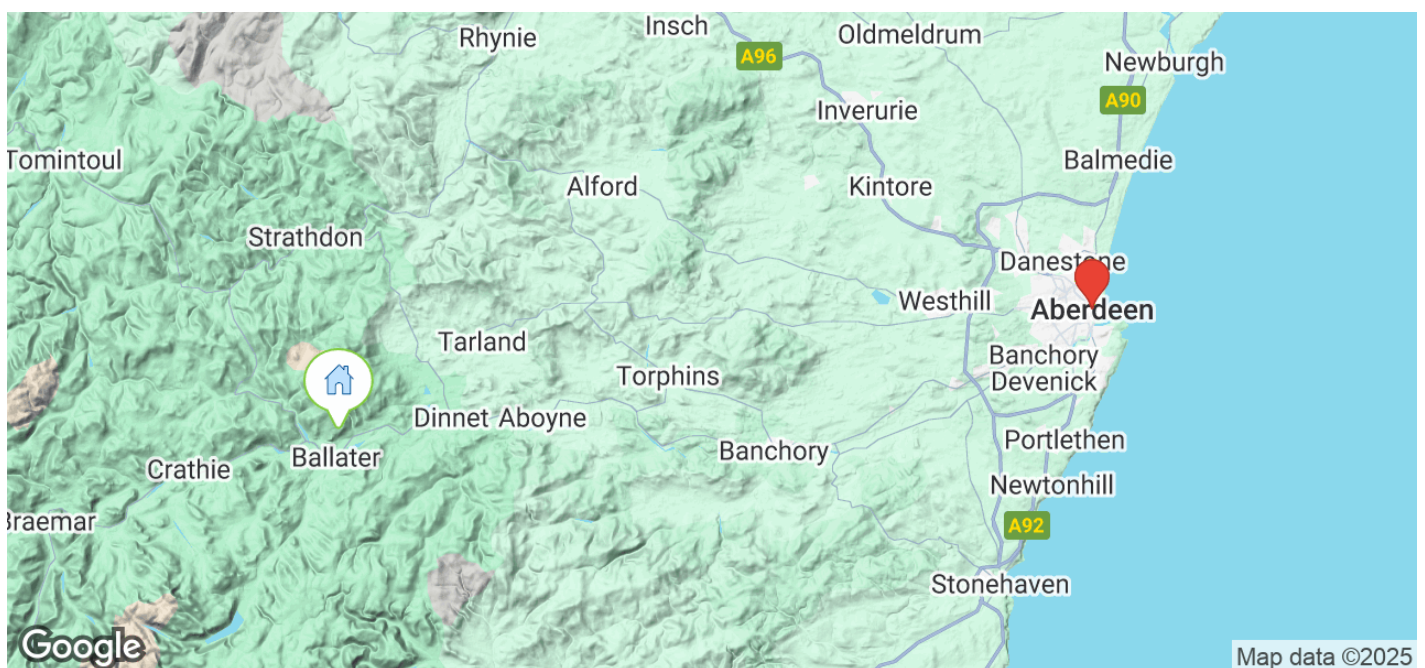 Insch
Oldmeldrum
Rhynie
A96
Newburgh
A90
Inverurie
Tomintoul
Balmedie
Alford
Kintore
Strathdon
Danestone
Westhill
Aberdeen
Tarland
Banchory
Devenick
Torphins
Dinnet
Aboyne
Portlethen
Banchory
Ballater
Crathie
Newtonhill
Braemar
A92
Stonehaven
Google
Map data ©2025